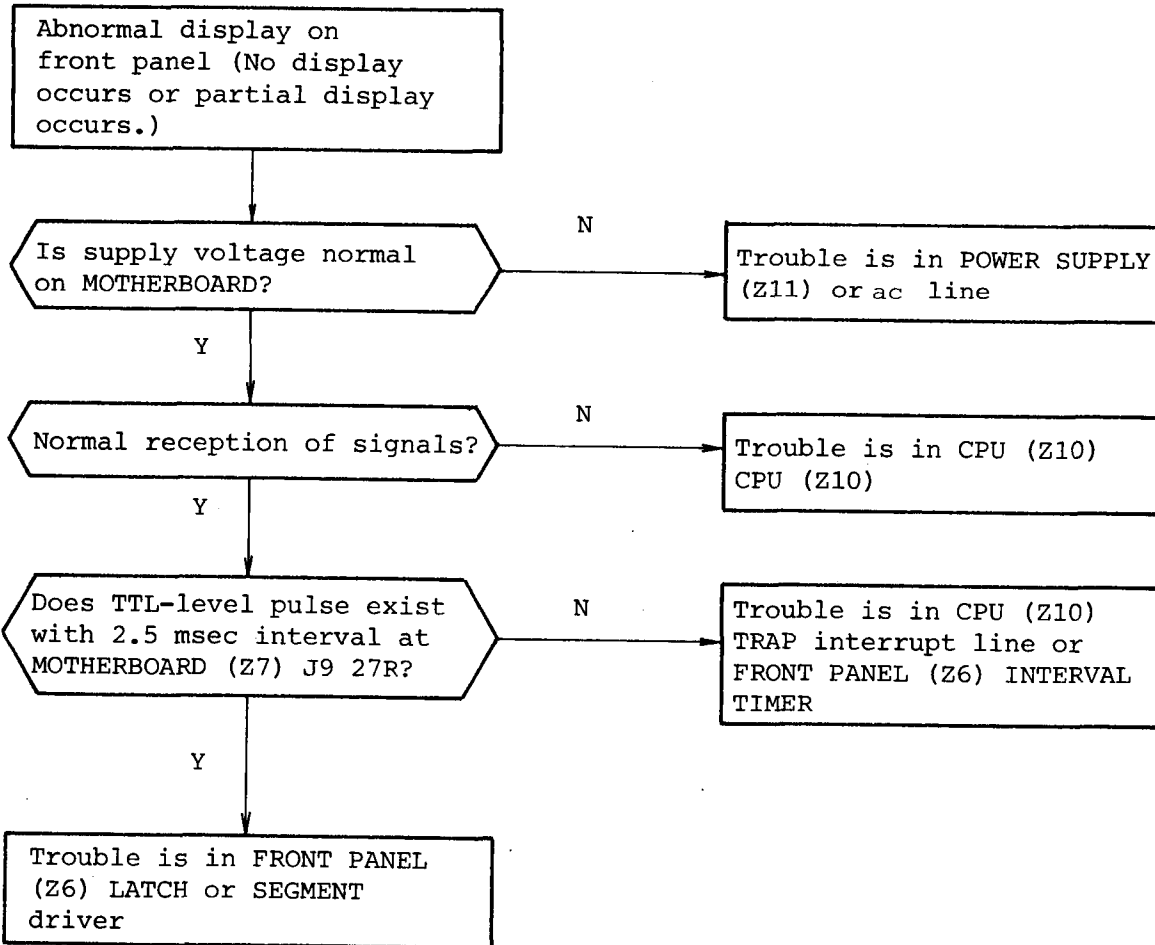 Abnormal display on
front panel (No display
occurs or partial display
occurs.)
Is supply voltage normal
on MOTHERBOARD?
N
Trouble is in POWER SUPPLY
(Z11) or ac line
Y
Normal reception of signals?
N
Trouble is in CPU (Z10)
CPU (Z10)
Y
Does TTL-level pulse exist
with 2.5 msec interval at
MOTHERBOARD (Z7) J9 27R?
N
Trouble is in CPU (Z10)
TRAP interrupt line or
FRONT PANEL (Z6) INTERVAL
TIMER
Y
Trouble is in FRONT PANEL
(Z6) LATCH or SEGMENT
driver